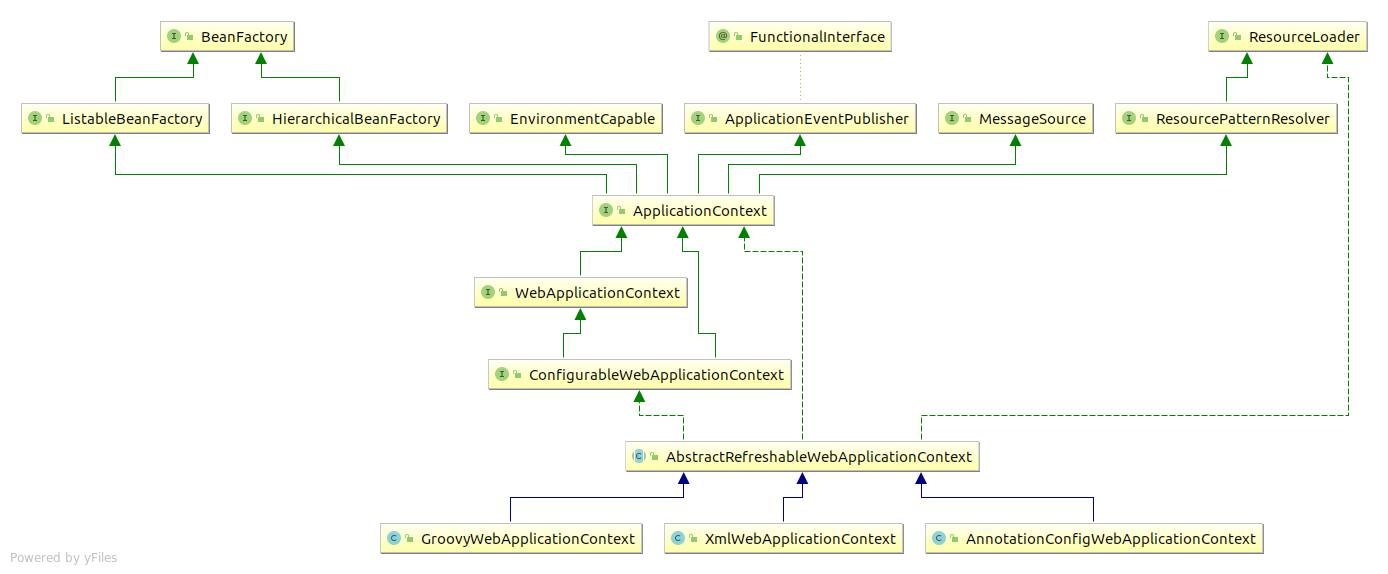 BeanFactory
FunctionalInterface
ResourceLoader
ListableBeanFactory
HierarchicalBeanFactory
EnvironmentCapable
ApplicationEventPublisher
MessageSource
ResourcePatternResolver
ApplicationContext
WebApplicationContext
ConfigurableWebApplicationContext
AbstractRefreshableWebApplicationContext
GroovyWebApplicationContext
XmlWebApplicationContext
AnnotationConfigWebApplicationContext
Powered by yFiles